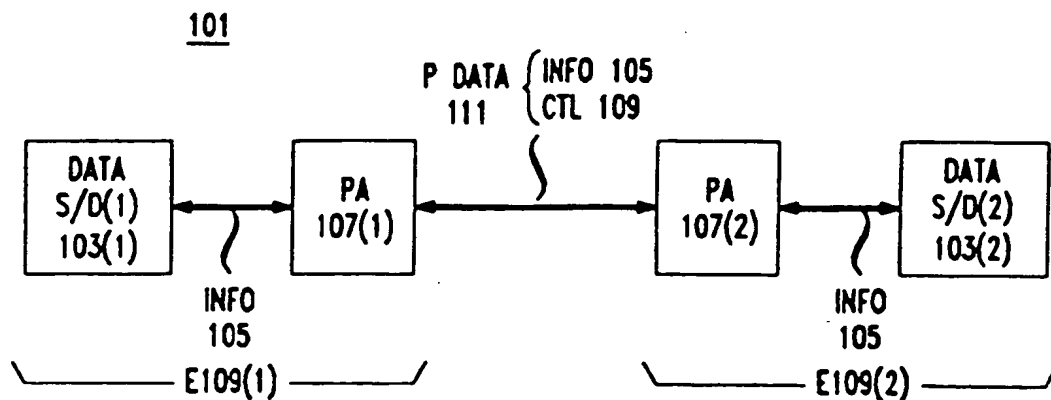 101
P DATA
111
INFO 105
CTL 109
DATA
S/D(1)
103(1)
PA
107(1)
PA
107(2)
DATA
S/D(2)
103(2)
INFO
105
INFO
105
E109(1)
E109(2)